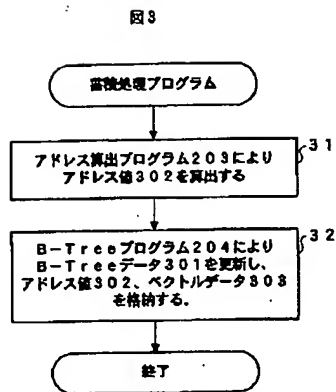 図3
蓄積処理プログラム
31
アドレス算出プログラム203により
アドレス値302を算出する
32
B-Treeプログラム204により
B-Treeデータ301を更新し、
アドレス値302、ベクトルデータ303
を格納する。
終了